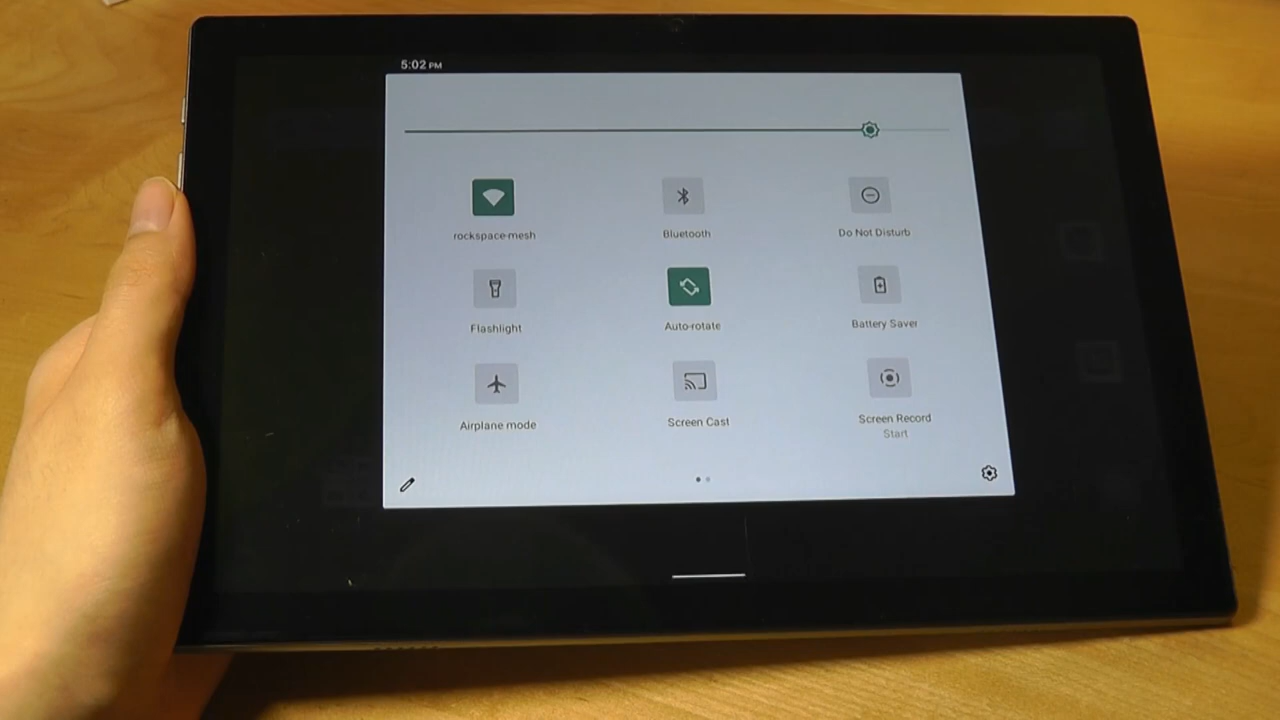 5:02 PM
rockspace-mesh
Bluetooth
Do Not Disturb
Flashlight
Auto-rotate
Battery Saver
Airplane mode
Screen Cast
Screen Record
Start